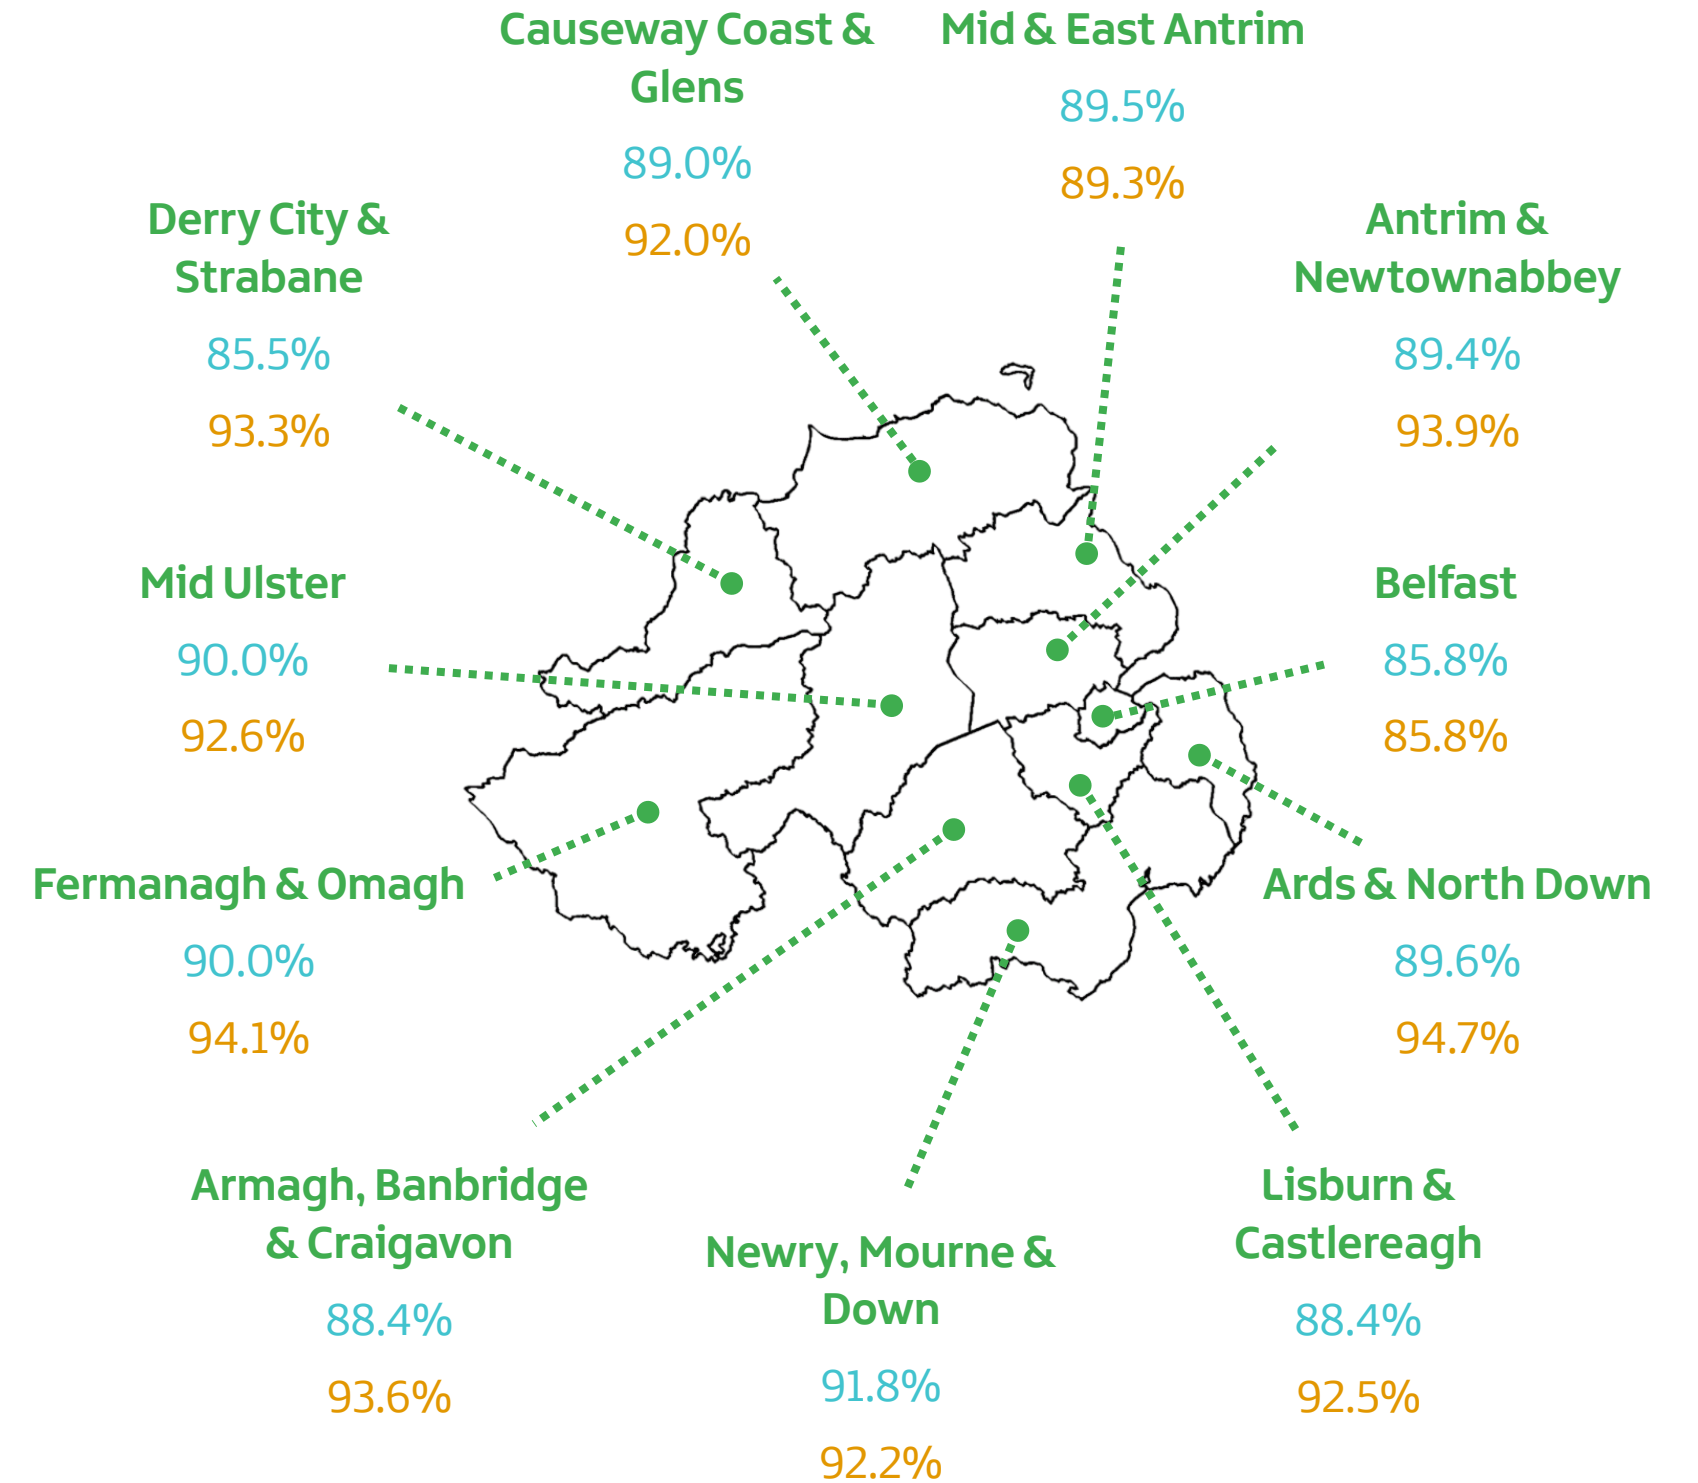 Causeway Coast &
Glens
89.0%
92.0%
Mid & East Antrim
89.5%
89.3%
Derry City &
Strabane
85.5%
93.3%
Antrim &
Newtownabbey
89.4%
93.9%
Mid Ulster
90.0%
92.6%
Belfast
85.8%
85.8%
Fermanagh & Omagh
90.0%
94.1%
Ards & North Down
89.6%
94.7%
Armagh, Banbridge
& Craigavon
88.4%
93.6%
Newry, Mourne &
Down
91.8%
92.2%
Lisburn &
Castlereagh
88.4%
92.5%